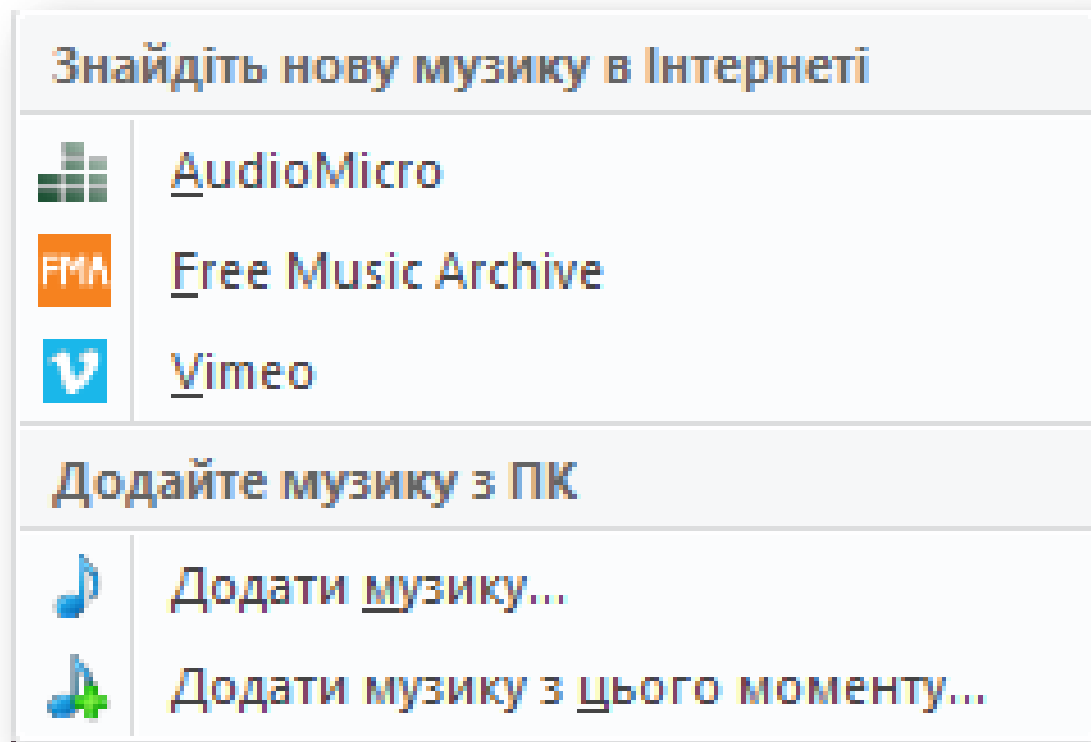 Знайдіть нову музику в Інтернеті
AudioMicro
FMA Free Music Archive
Vimeo
Додайте музику з ПК
Додати музику...
Додати музику з цього моменту...